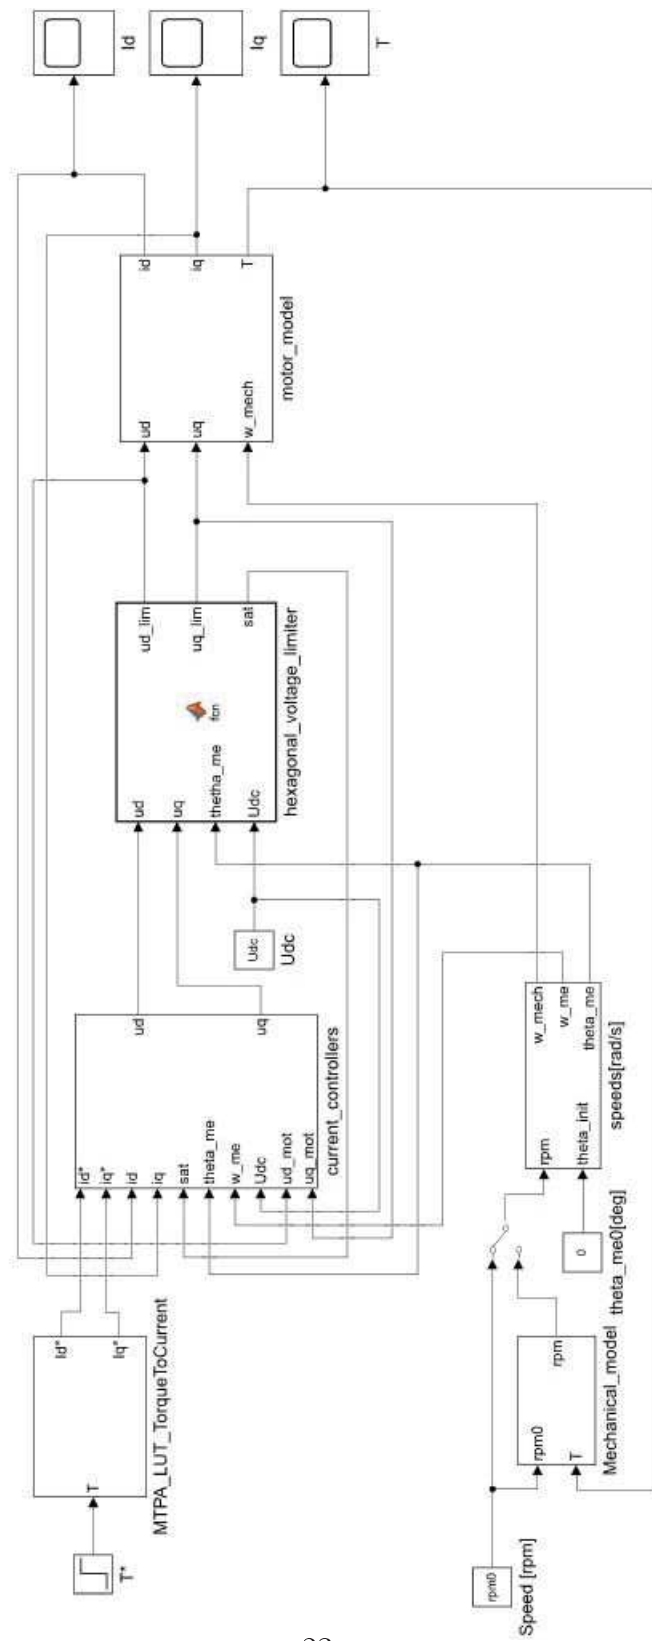 T*
T
Id*
Iq*
MTPA_LUT_TorqueToCurrent
id*
iq*
id
iq
sat
theta_me
w_me
Udc
ud_mot
uq_mot
ud
uq
current_controllers
Udc
Udc
ud
uq
thetha_me
Udc
fcn
ud_lim
uq_lim
sat
hexagonal_voltage_limiter
ud
uq
w_mech
id
iq
T
motor_model
Id
Iq
T
rpm0
Speed [rpm]
rpm0
T
rpm
Mechanical_model
0
theta_me0[deg]
rpm
theta_init
w_mech
w_me
theta_me
speeds[rad/s]